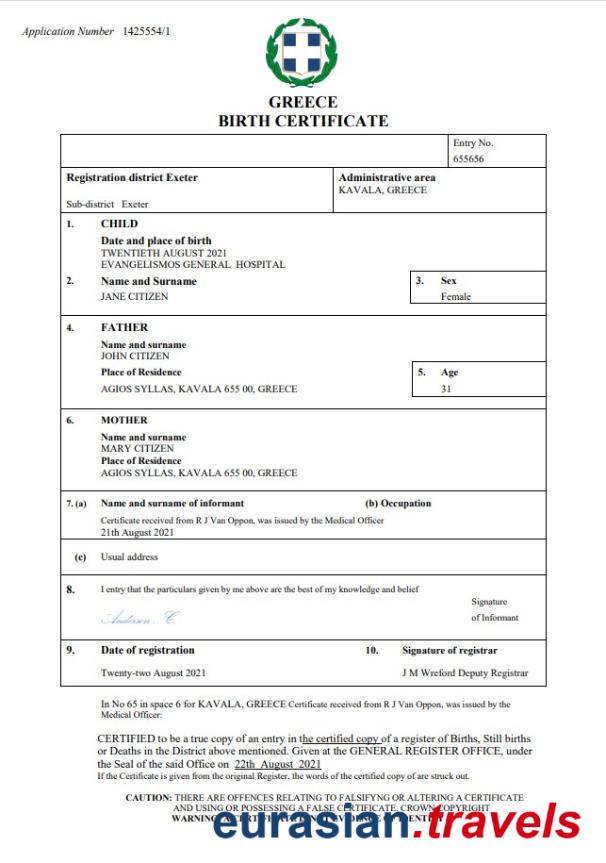 Application Number 1425554/1
GREECE
BIRTH CERTIFICATE
Entry No.
655656
Registration district Exeter
Administrative area
KAVALA, GREECE
Sub-district Exeter
1. CHILD
Date and place of birth
TWENTIETH AUGUST 2021
EVANGELISMOS GENERAL HOSPITAL
2. Name and Surname
3. Sex
JANE CITIZEN
Female
4. FATHER
Name and surname
JOHN CITIZEN
Place of Residence
5. Age
AGIOS SYLLAS, KAVALA 655 00, GREECE
31
6. MOTHER
Name and surname
MARY CITIZEN
Place of Residence
AGIOS SYLLAS, KAVALA 655 00, GREECE
7. (a) Name and surname of informant
(b) Occupation
Certificate received from R J Van Oppon, was issued by the Medical Officer
21th August 2021
(c) Usual address
8. I entry that the particulars given by me above are the best of my knowledge and belief
Signature
of Informant
Anderson. C.
9. Date of registration
10. Signature of registrar
Twenty-two August 2021
J M Wreford Deputy Registrar
In No 65 in space 6 for KAVALA, GREECE Certificate received from R J Van Oppon, was issued by the
Medical Officer:
CERTIFIED to be a true copy of an entry in the certified copy of a register of Births, Still births
or Deaths in the District above mentioned. Given at the GENERAL REGISTER OFFICE, under
the Seal of the said Office on 22th August 2021
If the Certificate is given from the original Register, the words of the certified copy of are struck out.
CAUTION: THERE ARE OFFENCES RELATING TO FALSIFYNG OR ALTERING A CERTIFICATE
AND USING OR POSSESSING A FALSE CERTIFICATE. CROWN COPYRIGHT
WARNING: A CERTIFICATE IS NOT EVIDENCE OF IDENTITY
eurasian.travels